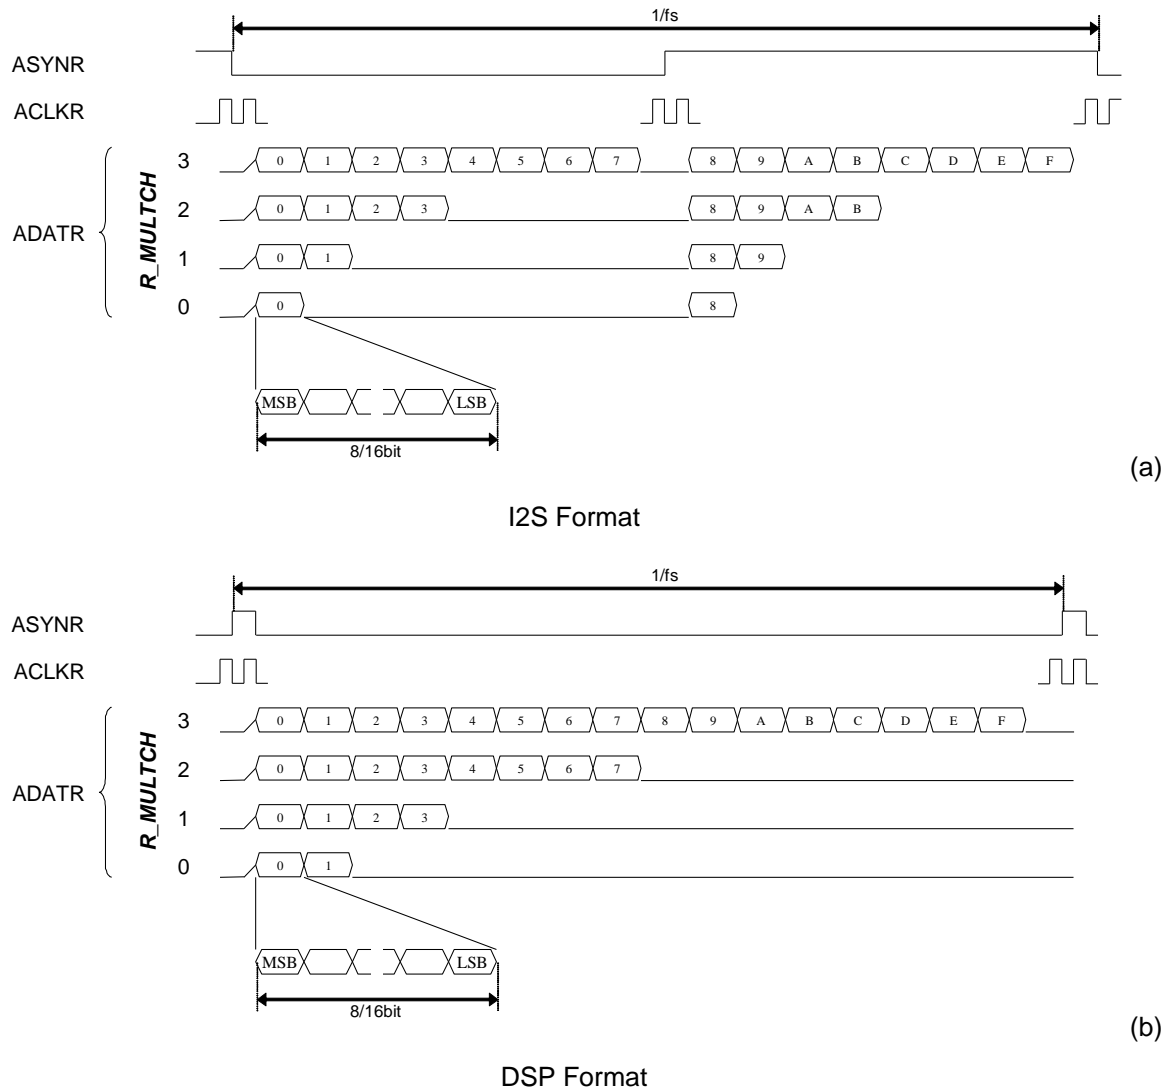 1/fs
ASYNR
ACLKR
ADATR
R_MULTCH
3 0 1 2 3 4 5 6 7 8 9 A B C D E F
2 0 1 2 3 8 9 A B
1 0 1 8 9
0 0 8
MSB LSB
8/16bit
(a)
I2S Format
1/fs
ASYNR
ACLKR
ADATR
R_MULTCH
3 0 1 2 3 4 5 6 7 8 9 A B C D E F
2 0 1 2 3 4 5 6 7
1 0 1 2 3
0 0 1
MSB LSB
8/16bit
(b)
DSP Format